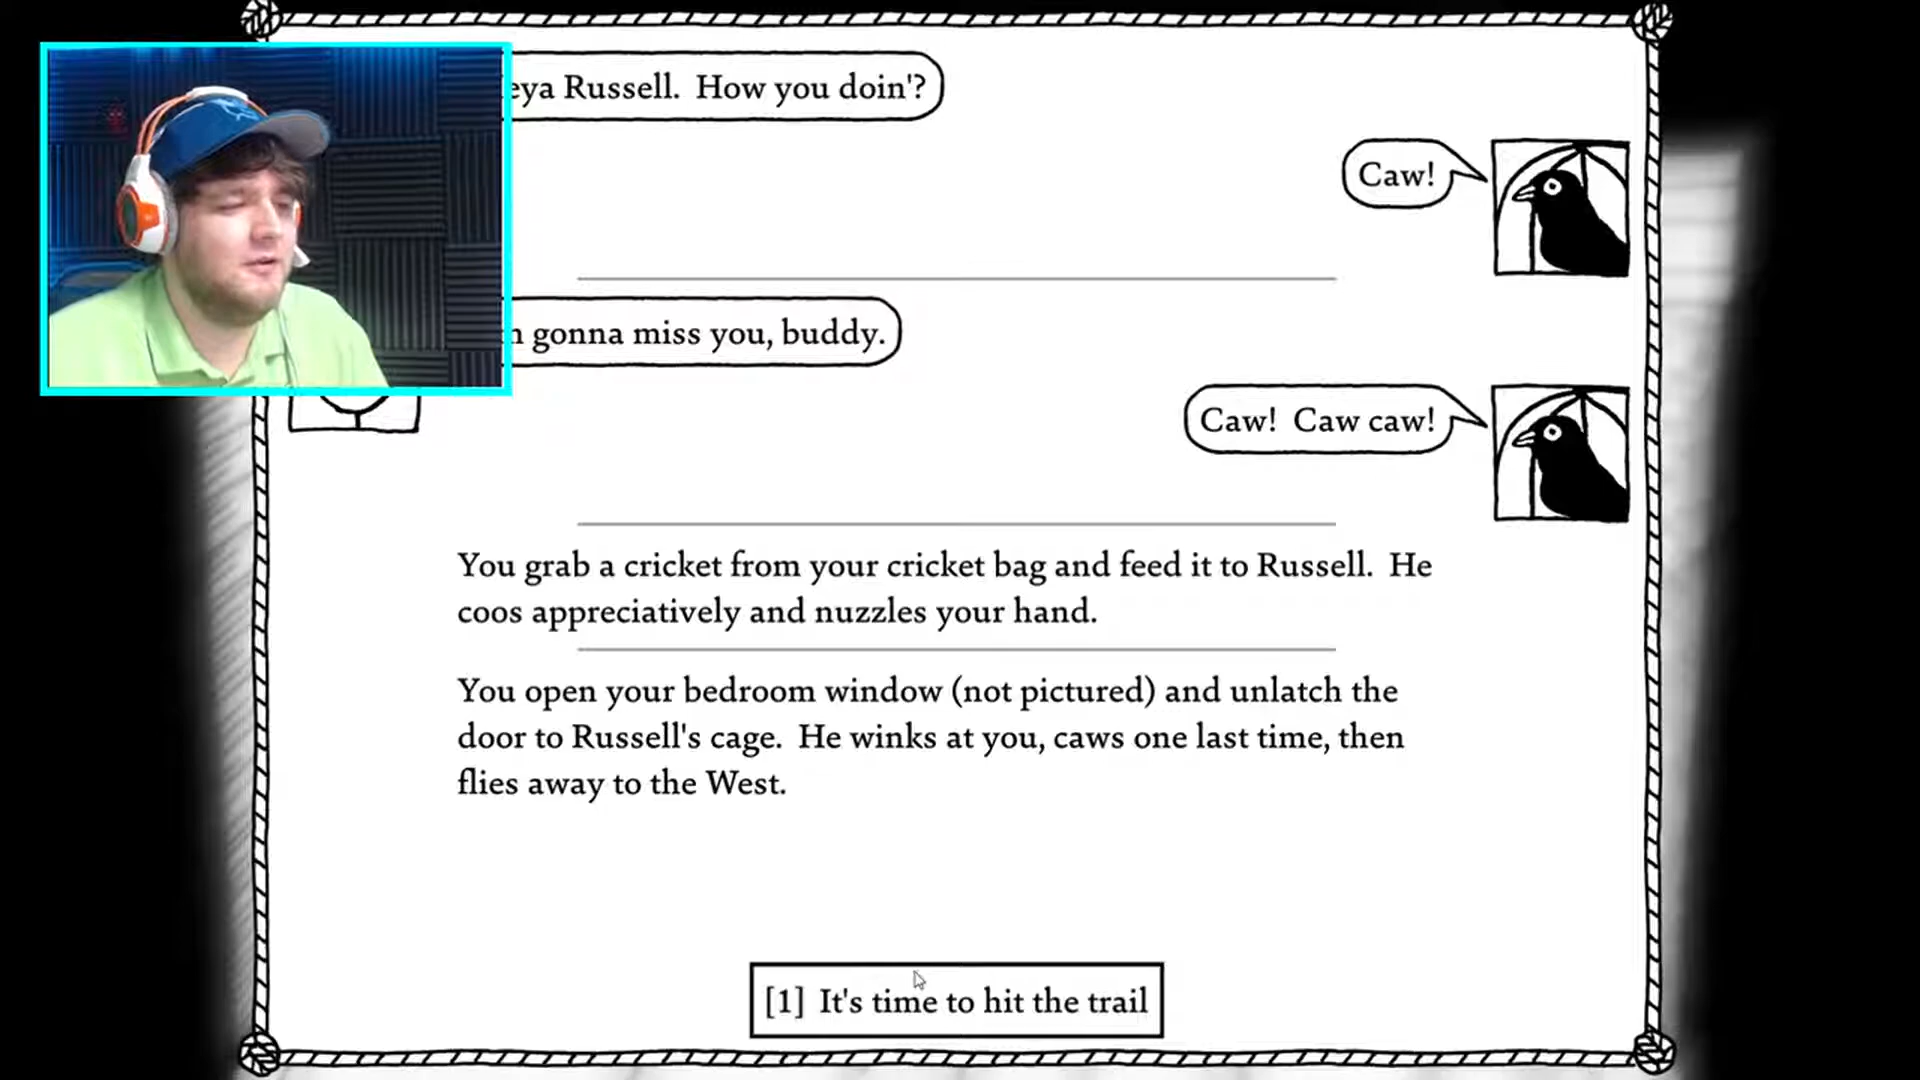 eya Russell. How you doin'?
Caw!
gonna miss you, buddy.
Caw! Caw caw!
You grab a cricket from your cricket bag and feed it to Russell. He
coos appreciatively and nuzzles your hand.
You open your bedroom window (not pictured) and unlatch the
door to Russell's cage. He winks at you, caws one last time, then
flies away to the West.
[1] It's time to hit the trail